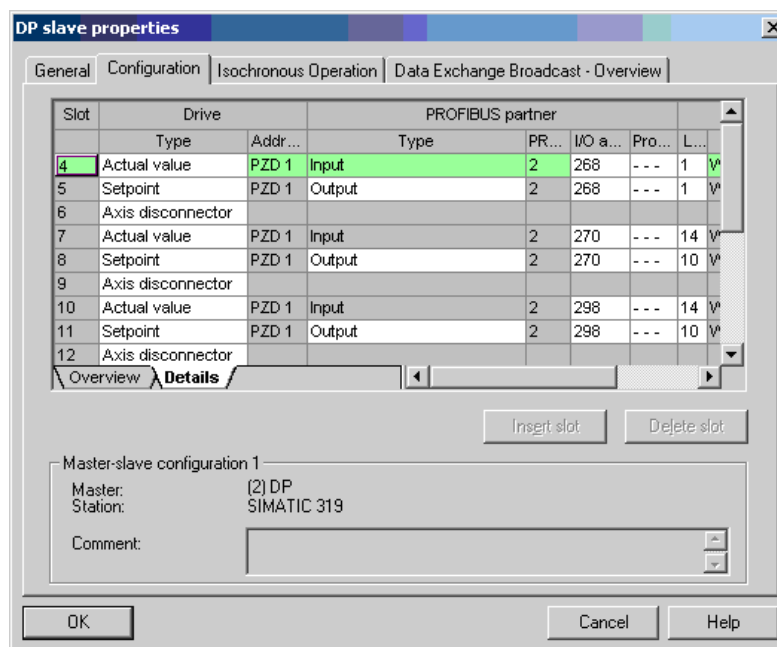 DP slave properties
General Configuration Isochronous Operation Data Exchange Broadcast - Overview
Slot Drive PROFIBUS partner
Type Addr... Type PR... I/O a... Pro... L...
4 Actual value PZD 1 Input 2 268 --- 1
5 Setpoint PZD 1 Output 2 268 --- 1
6 Axis disconnector
7 Actual value PZD 1 Input 2 270 --- 14
8 Setpoint PZD 1 Output 2 270 --- 10
9 Axis disconnector
10 Actual value PZD 1 Input 2 298 --- 14
11 Setpoint PZD 1 Output 2 298 --- 10
12 Axis disconnector
Overview Details
Insert slot Delete slot
Master-slave configuration 1
Master: (2) DP
Station: SIMATIC 319
Comment:
OK Cancel Help